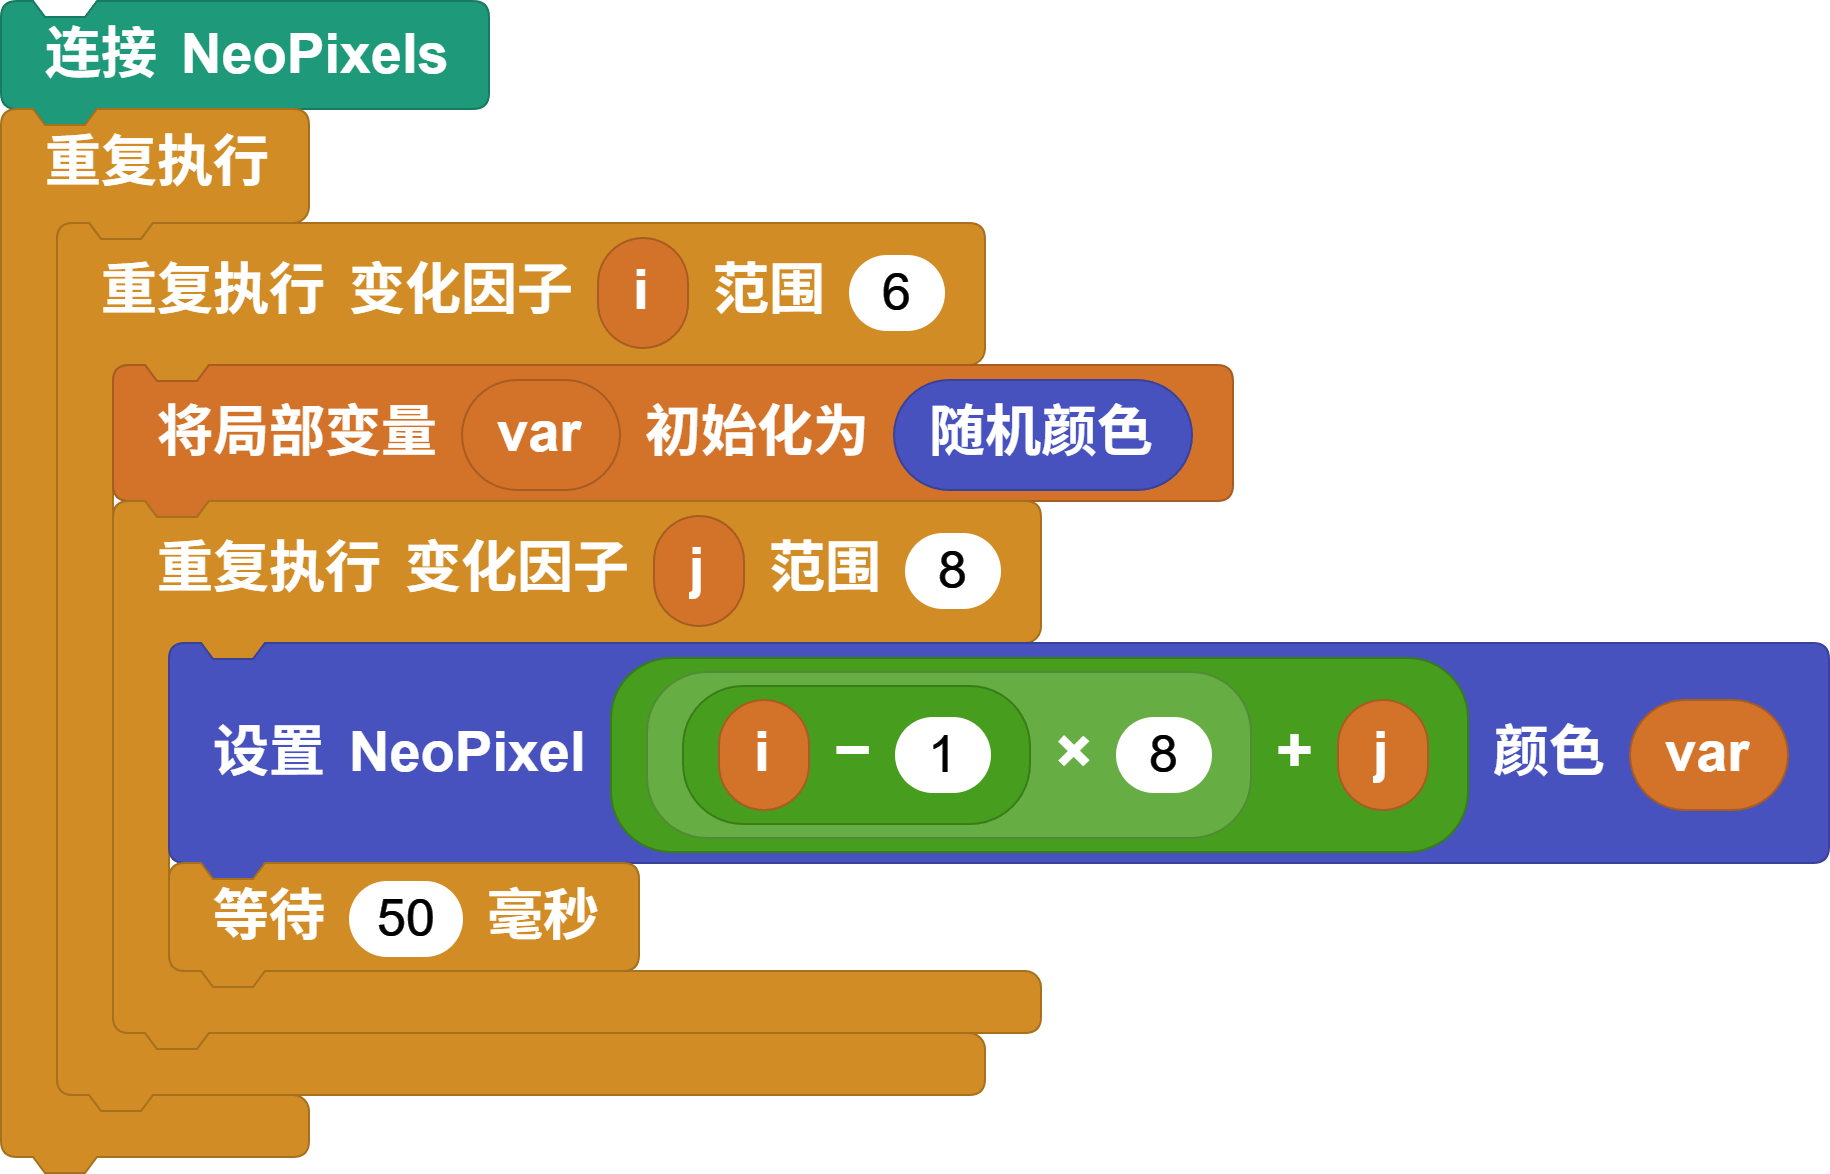 连接 NeoPixels
重复执行
重复执行 变化因子 i 范围 6
将局部变量 var 初始化为 随机颜色
重复执行 变化因子 j 范围 8
设置 NeoPixel i − 1 × 8 + j 颜色 var
等待 50 毫秒